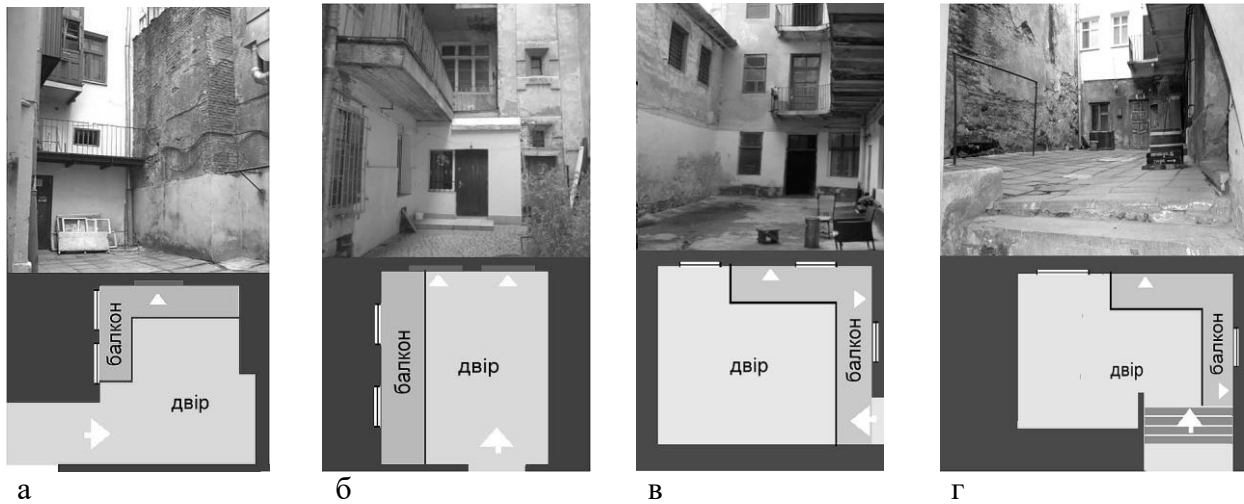 балкон
двір
а
балкон
двір
б
двір
балкон
в
двір
балкон
г